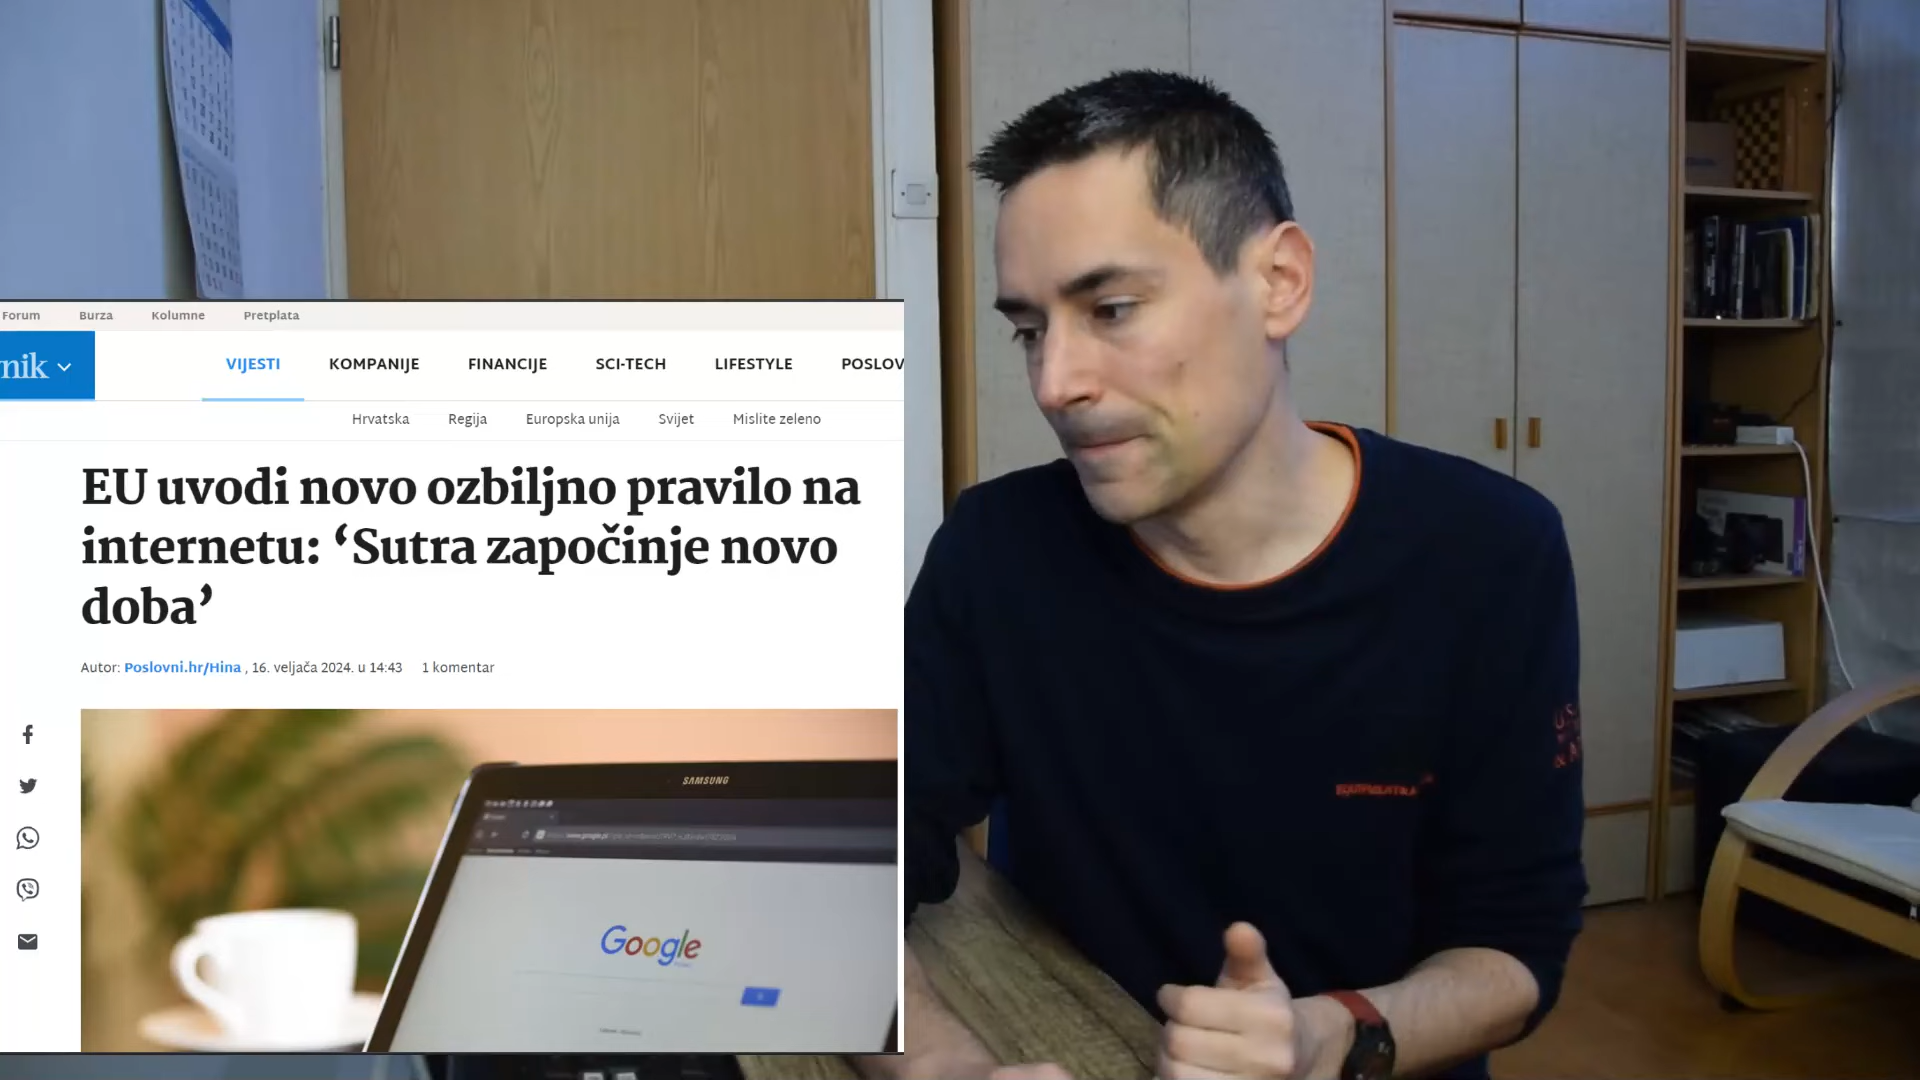 Forum Burza Kolumne Pretplata
nik
VIJESTI KOMPANIJE FINANCIJE SCI-TECH LIFESTYLE POSLOV
Hrvatska Regija Europska unija Svijet Mislite zeleno
EU uvodi novo ozbiljno pravilo na
internetu: ‘Sutra započinje novo
doba’
Autor: Poslovni.hr/Hina , 16. veljača 2024. u 14:43 1 komentar
SAMSUNG
Google